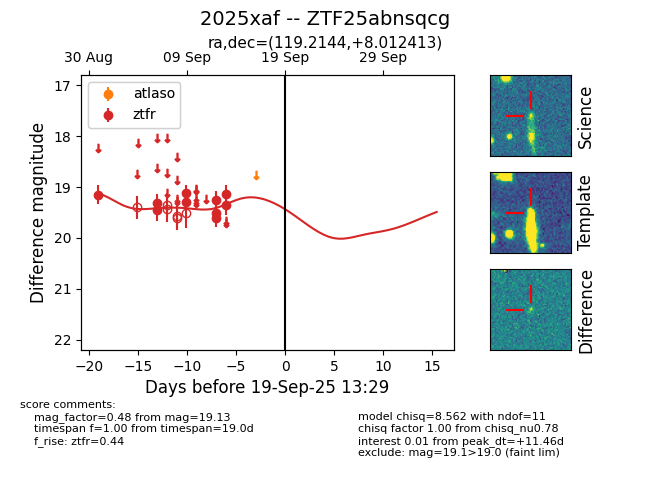 2025xaf -- ZTF25abnsqcg
ra,dec=(119.2144,+8.012413)
30 Aug 09 Sep 19 Sep 29 Sep
17
18
19
20
21
22
Difference magnitude
atlaso
ztfr
−20 −15 −10 −5 0 5 10 15
Days before 19-Sep-25 13:29
Science
Template
Difference
score comments:
mag_factor=0.48 from mag=19.13
timespan f=1.00 from timespan=19.0d
f_rise: ztfr=0.44
model chisq=8.562 with ndof=11
chisq factor 1.00 from chisq_nu0.78
interest 0.01 from peak_dt=+11.46d
exclude: mag=19.1>19.0 (faint lim)